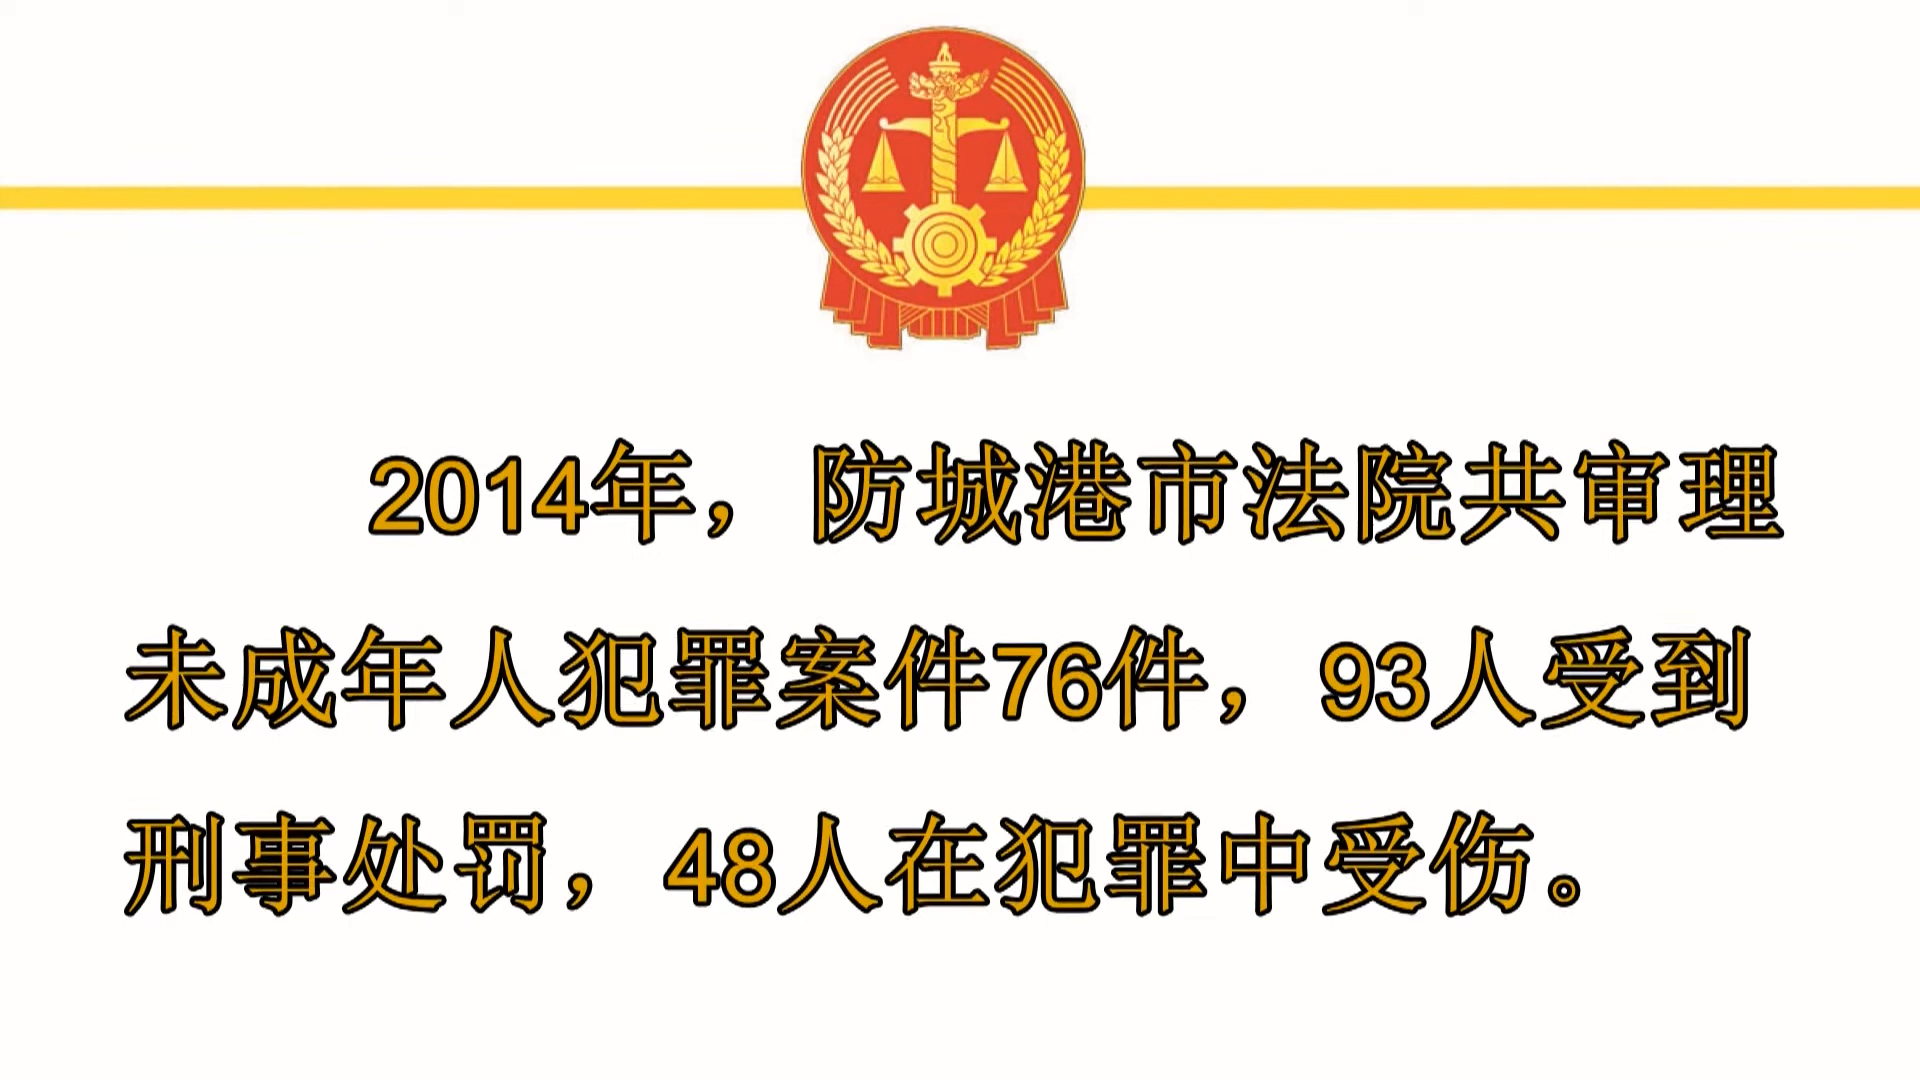 2014年，防城港市法院共审理
未成年人犯罪案件76件，93人受到
刑事处罚，48人在犯罪中受伤。